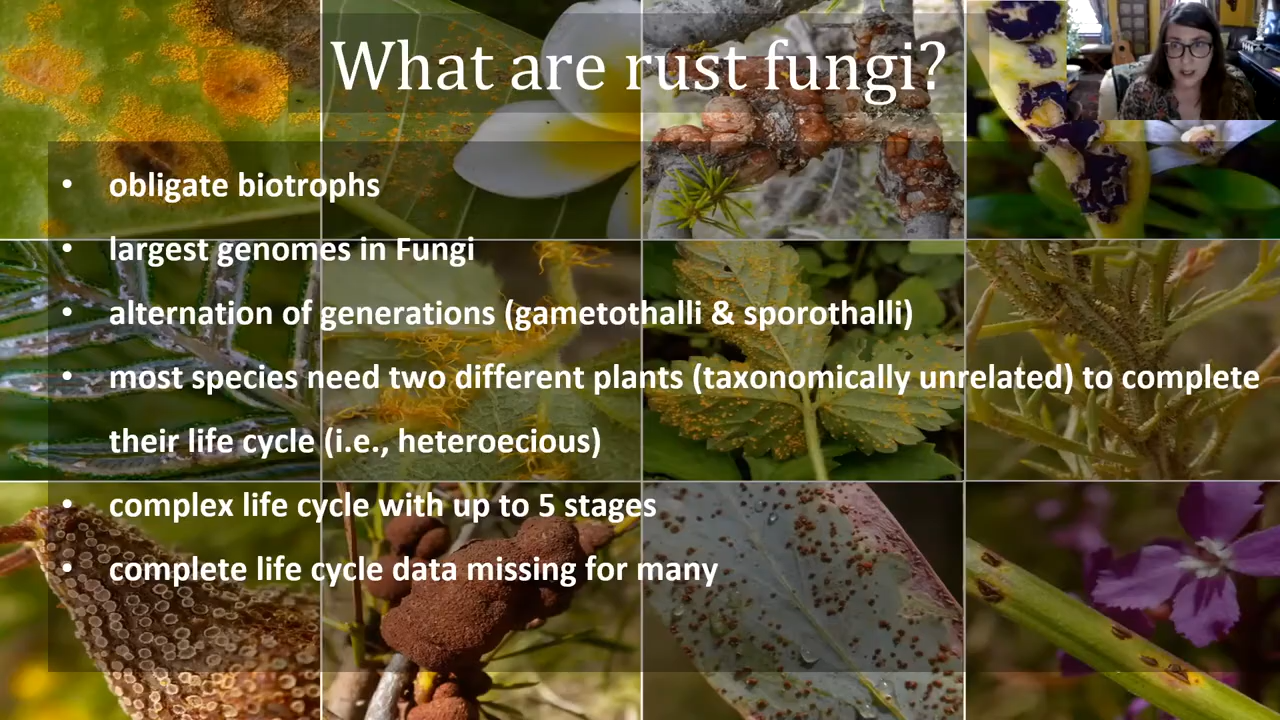 What are rust fungi?
• obligate biotrophs
• largest genomes in Fungi
• alternation of generations (gametothalli & sporothalli)
• most species need two different plants (taxonomically unrelated) to complete
their life cycle (i.e., heteroecious)
• complex life cycle with up to 5 stages
• complete life cycle data missing for many